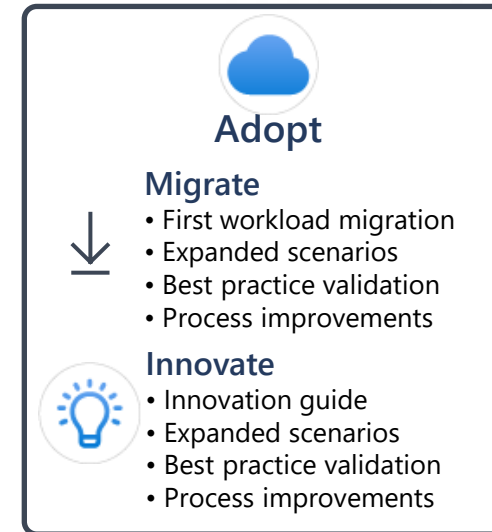 Adopt
Migrate
• First workload migration
• Expanded scenarios
• Best practice validation
• Process improvements
Innovate
• Innovation guide
• Expanded scenarios
• Best practice validation
• Process improvements